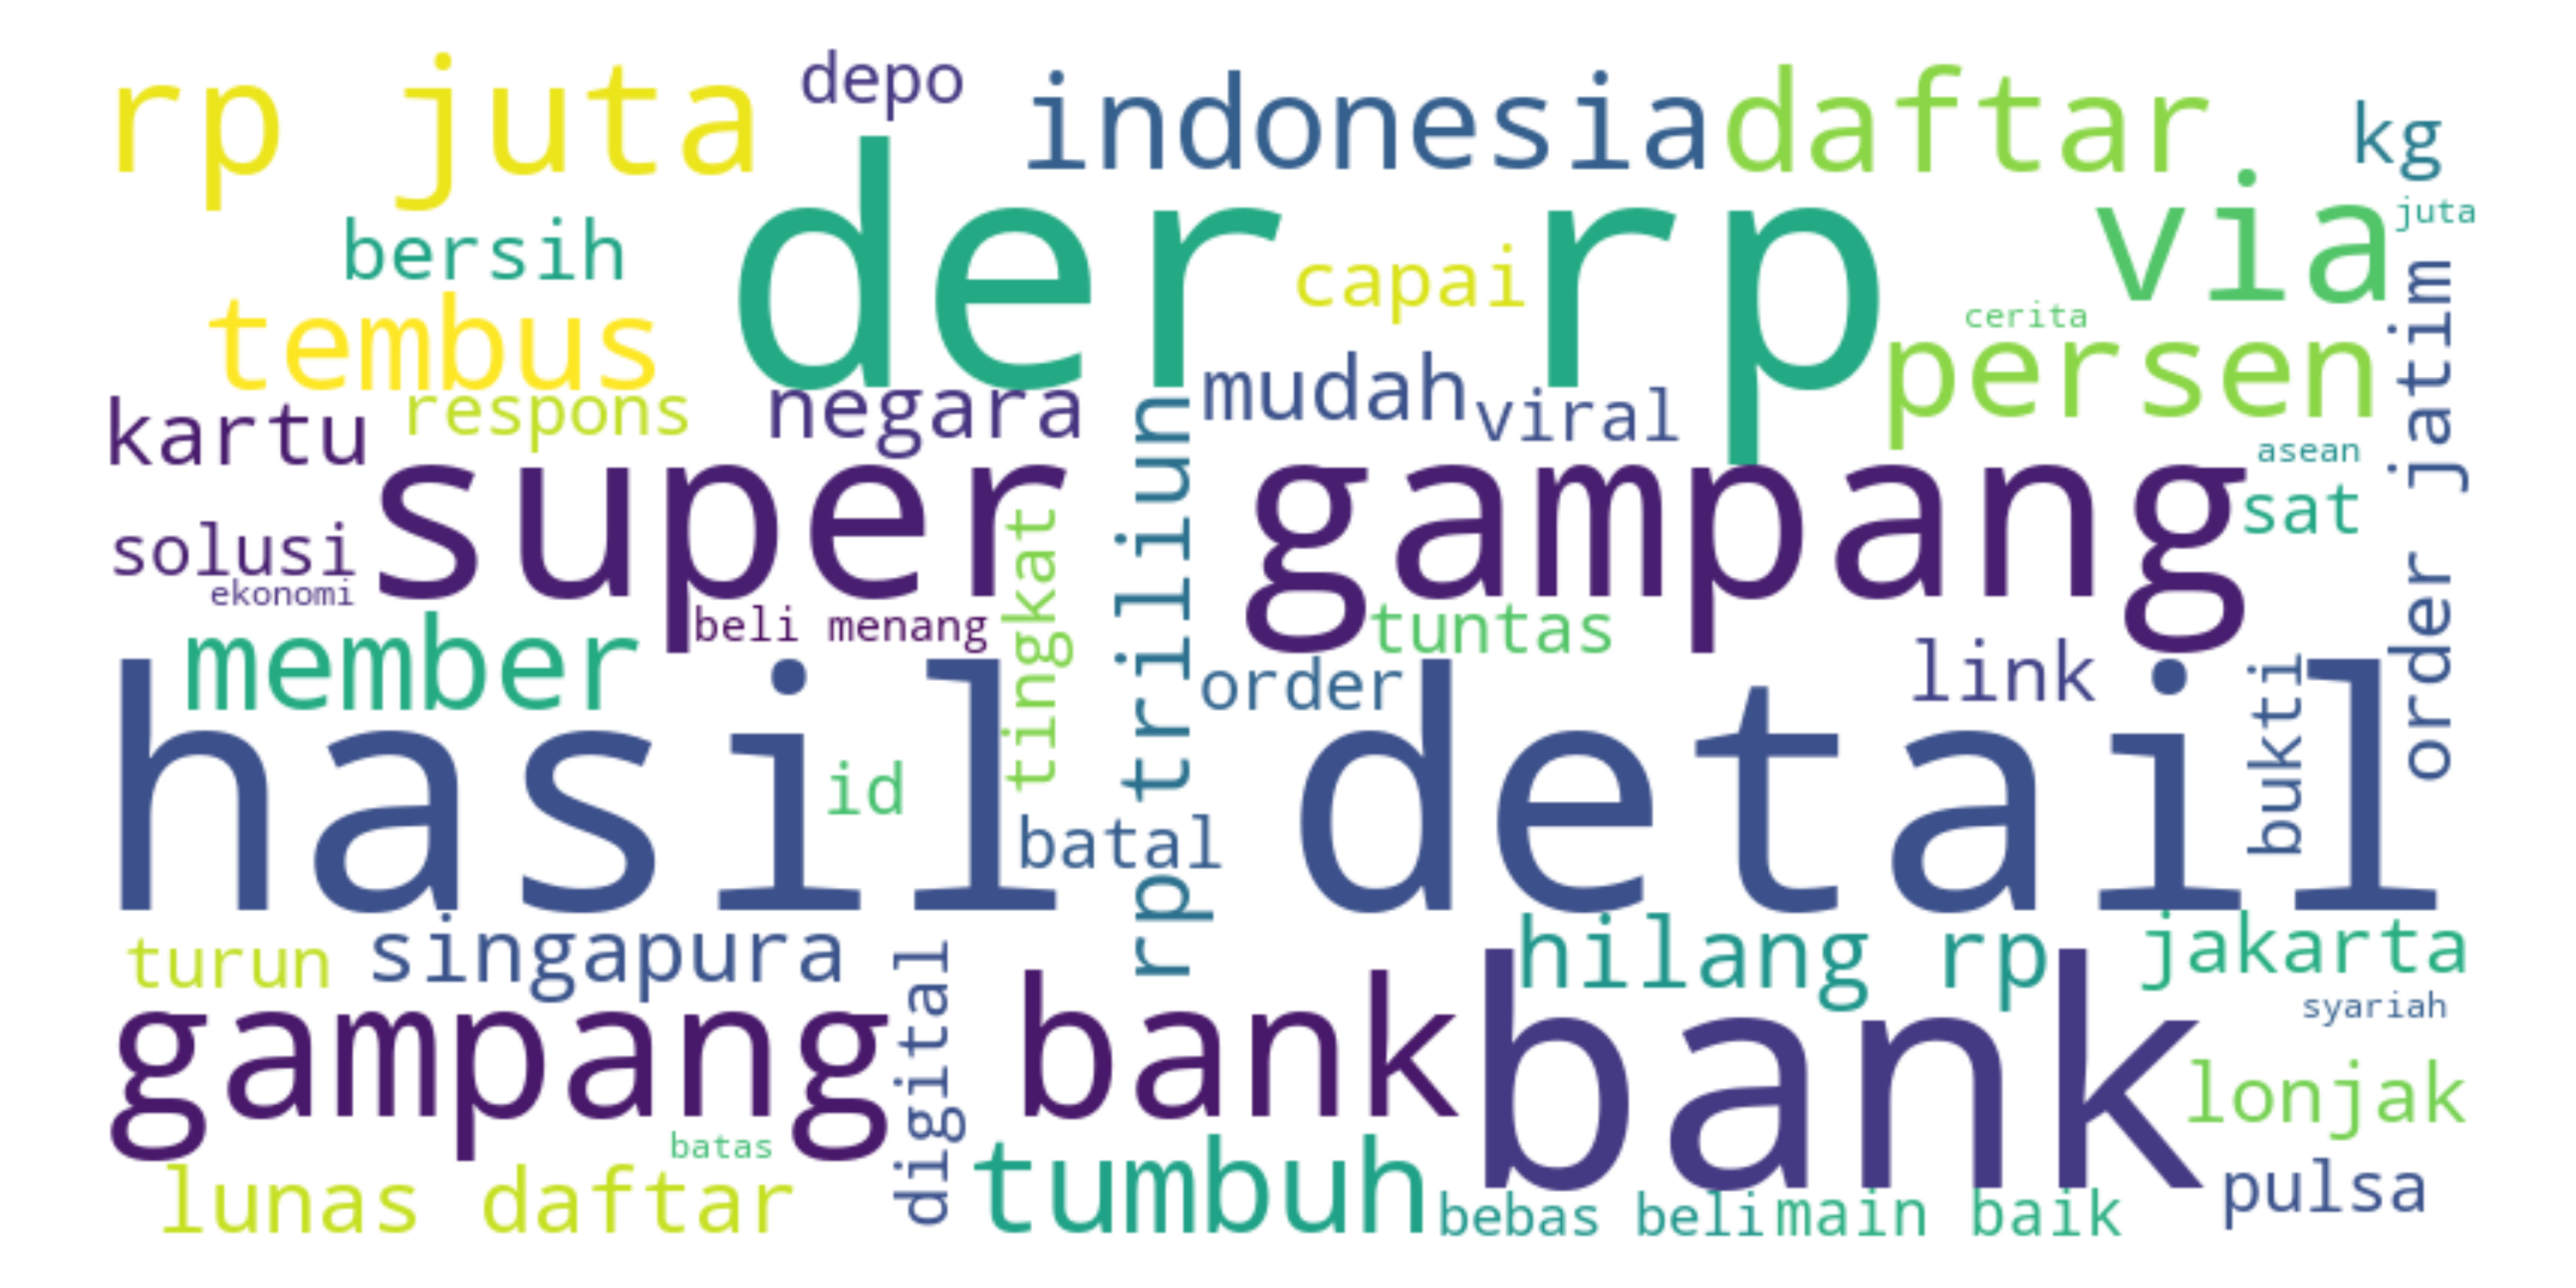 rp juta
depo
indonesia
daftar
kg
juta
via
der rp
bersih
capai
tembus
cerita
persen
order jatim
kartu
respons
negara
mudah
viral
asean
sat
super gampang
solusi
ekonomi
tingkat
rp triliun
beli menang
tuntas
member
order
link
bukti
hasil detail
id
batal
turun
singapura
digital
hilang rp
jakarta
syariah
gampang bank
bank
lonjak
batas
lunas daftar
tumbuh
bebas beli
main baik
pulsa